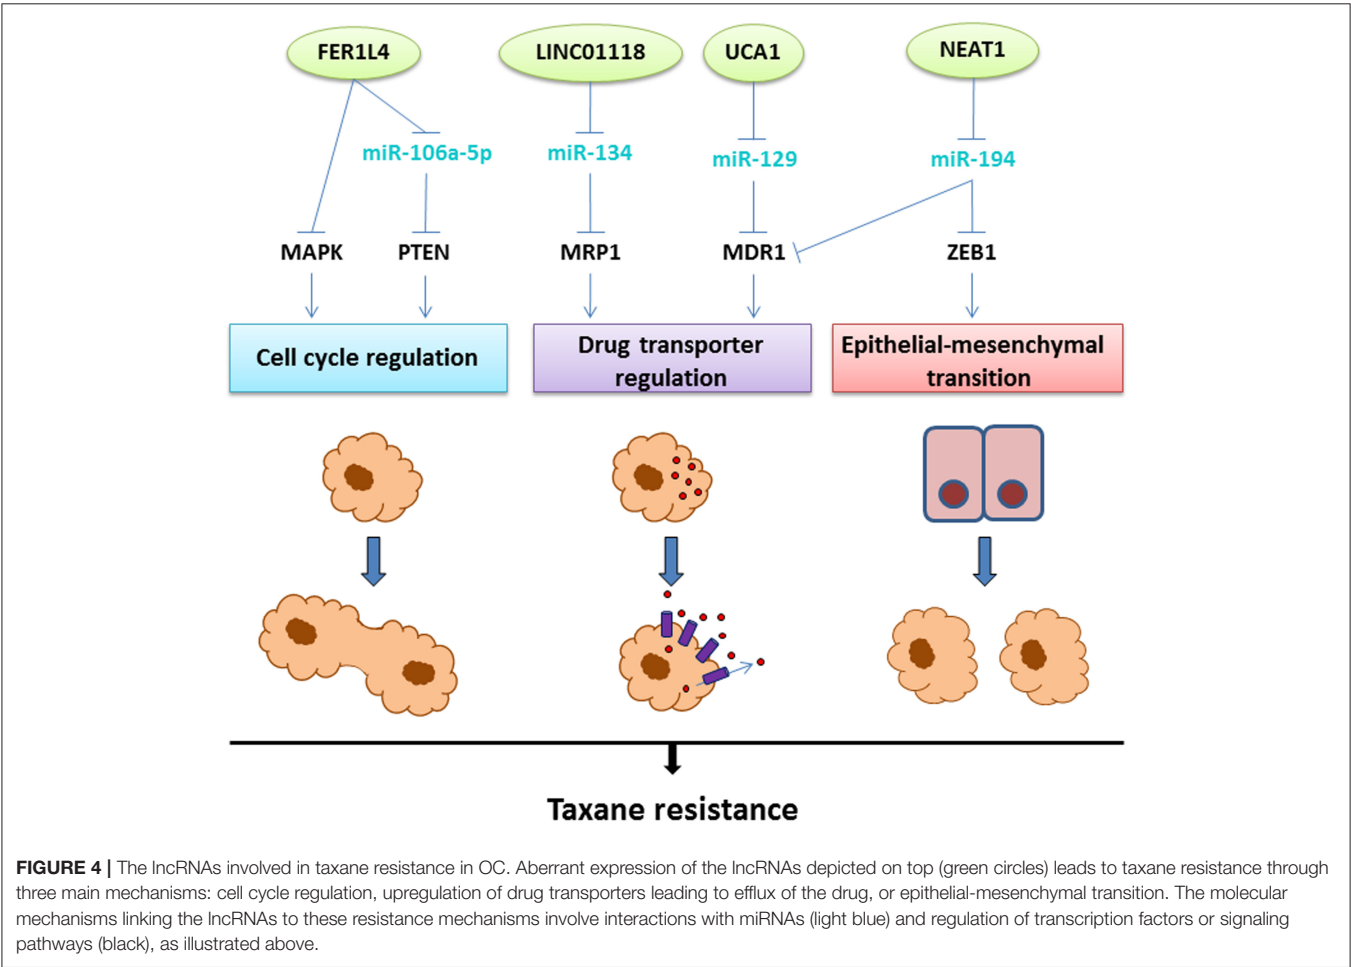 FER1L4
LINC01118
UCA1
NEAT1
miR-106a-5p
miR-134
miR-129
miR-194
MAPK
PTEN
MRP1
MDR1
ZEB1
Cell cycle regulation
Drug transporter
regulation
Epithelial-mesenchymal
transition
Taxane resistance
FIGURE 4 | The lncRNAs involved in taxane resistance in OC. Aberrant expression of the lncRNAs depicted on top (green circles) leads to taxane resistance through
three main mechanisms: cell cycle regulation, upregulation of drug transporters leading to efflux of the drug, or epithelial-mesenchymal transition. The molecular
mechanisms linking the lncRNAs to these resistance mechanisms involve interactions with miRNAs (light blue) and regulation of transcription factors or signaling
pathways (black), as illustrated above.